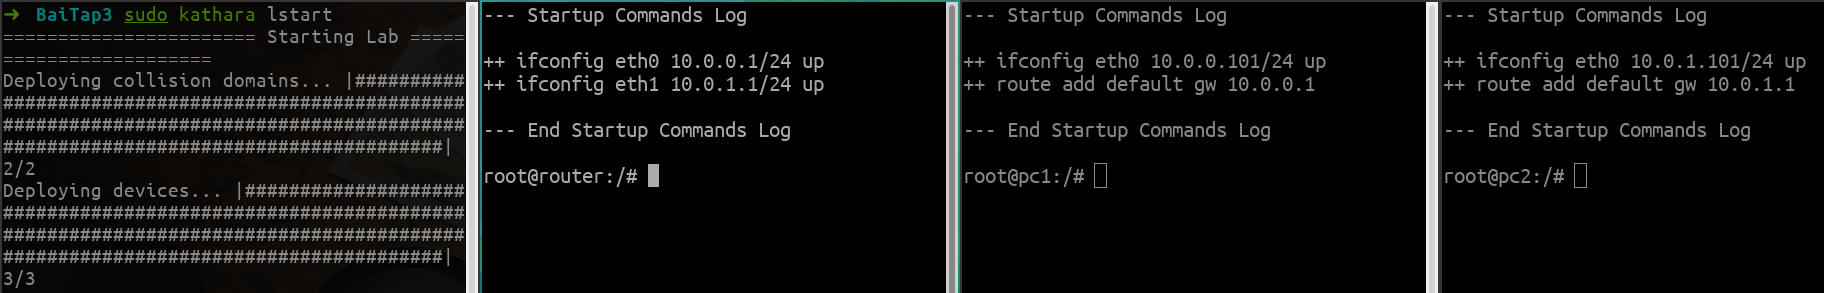 ➜ BaiTap3 sudo kathara lstart
======================= Starting Lab =====
===================
Deploying collision domains... |##########
##########################################
##########################################
########################################|
2/2
Deploying devices... |####################
##########################################
##########################################
########################################|
3/3
--- Startup Commands Log
++ ifconfig eth0 10.0.0.1/24 up
++ ifconfig eth1 10.0.1.1/24 up
--- End Startup Commands Log
root@router:/#
--- Startup Commands Log
++ ifconfig eth0 10.0.0.101/24 up
++ route add default gw 10.0.0.1
--- End Startup Commands Log
root@pc1:/#
--- Startup Commands Log
++ ifconfig eth0 10.0.1.101/24 up
++ route add default gw 10.0.1.1
--- End Startup Commands Log
root@pc2:/#